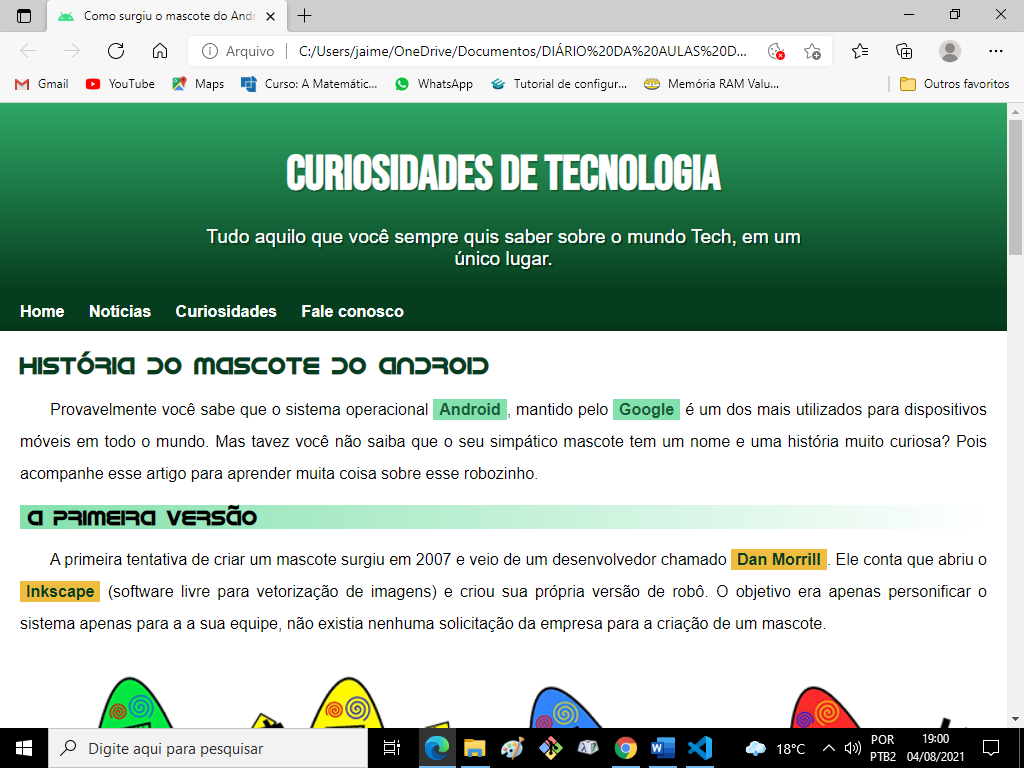 Como surgiu o mascote do Andr
Arquivo
C:/Users/jaime/OneDrive/Documentos/DIÁRIO%20DA%20AULAS%20D...
Gmail YouTube Maps Curso: A Matemátic... WhatsApp Tutorial de configur... Memória RAM Valu... Outros favoritos
CURIOSIDADES DE TECNOLOGIA
Tudo aquilo que você sempre quis saber sobre o mundo Tech, em um
único lugar.
Home Notícias Curiosidades Fale conosco
História do Mascote do Android
Provavelmente você sabe que o sistema operacional Android, mantido pelo Google é um dos mais utilizados para dispositivos
móveis em todo o mundo. Mas tavez você não saiba que o seu simpático mascote tem um nome e uma história muito curiosa? Pois
acompanhe esse artigo para aprender muita coisa sobre esse robozinho.
A primeira versão
A primeira tentativa de criar um mascote surgiu em 2007 e veio de um desenvolvedor chamado Dan Morrill. Ele conta que abriu o
Inkscape (software livre para vetorização de imagens) e criou sua própria versão de robô. O objetivo era apenas personificar o
sistema apenas para a a sua equipe, não existia nenhuma solicitação da empresa para a criação de um mascote.
Digite aqui para pesquisar
18°C
POR
PTB2
19:00
04/08/2021